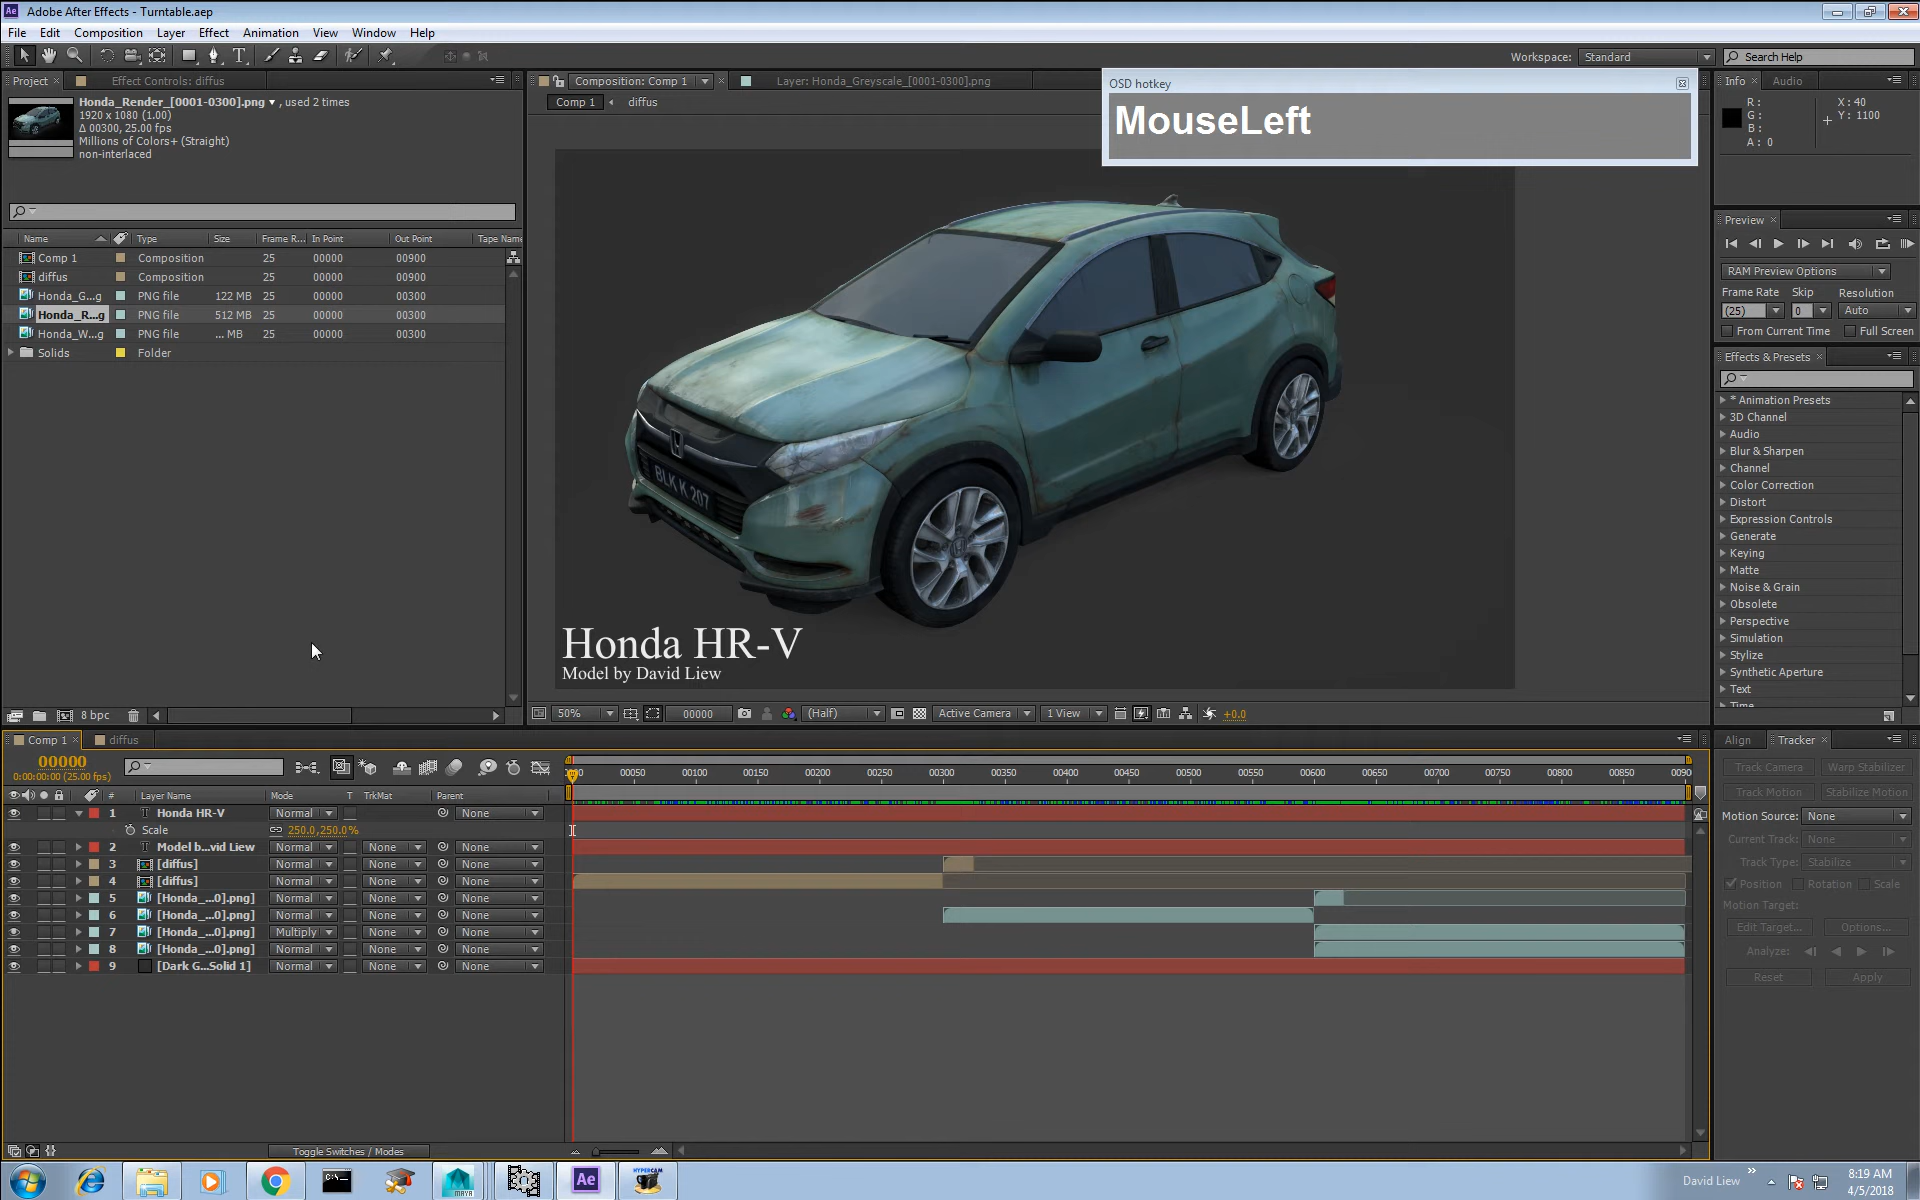 Adobe After Effects - Turntable.aep
File Edit Composition Layer Effect Animation View Window Help
Workspace: Standard
Search Help
Project
Effect Controls: diffus
Composition: Comp 1
Layer: Honda_Greyscale_[0001-0300].png
Comp 1
diffus
Honda_Render_[0001-0300].png , used 2 times
1920 x 1080 (1.00)
Δ 00300, 25.00 fps
Millions of Colors+ (Straight)
non-interlaced
OSD hotkey
MouseLeft
Name Type Size Frame R... In Point Out Point Tape Name
Comp 1 Composition 25 00000 00900
diffus Composition 25 00000 00900
Honda_G...g PNG file 122 MB 25 00000 00300
Honda_R...g PNG file 512 MB 25 00000 00300
Honda_W...g PNG file ... MB 25 00000 00300
Solids Folder
BLK K 207
Honda HR-V
Model by David Liew
8 bpc
50%
00000
(Half)
Active Camera
1 View
+0.0
Info
Audio
R :
G :
B :
A : 0
X : 40
Y : 1100
Preview
RAM Preview Options
Frame Rate Skip Resolution
(25) 0 Auto
From Current Time Full Screen
Effects & Presets
* Animation Presets
3D Channel
Audio
Blur & Sharpen
Channel
Color Correction
Distort
Expression Controls
Generate
Keying
Matte
Noise & Grain
Obsolete
Perspective
Simulation
Stylize
Synthetic Aperture
Text
Time
Comp 1
diffus
00000
0:00:00:00 (25.00 fps)
00050 00100 00150 00200 00250 00300 00350 00400 00450 00500 00550 00600 00650 00700 00750 00800 00850 0090
# Layer Name Mode T TrkMat Parent
1 T Honda HR-V Normal None
Scale 250.0,250.0%
2 T Model b...vid Liew Normal None None
3 [diffus] Normal None None
4 [diffus] Normal None None
5 [Honda_...0].png] Normal None None
6 [Honda_...0].png] Normal None None
7 [Honda_...0].png] Multiply None None
8 [Honda_...0].png] Normal None None
9 [Dark G...Solid 1] Normal None None
Toggle Switches / Modes
Align
Tracker
Track Camera Warp Stabilizer
Track Motion Stabilize Motion
Motion Source: None
Current Track: None
Track Type: Stabilize
Position Rotation Scale
Motion Target:
Edit Target... Options...
Analyze:
Reset Apply
C:\_
MAYA
Ae
HYPERCAM
David Liew
8:19 AM
4/5/2018